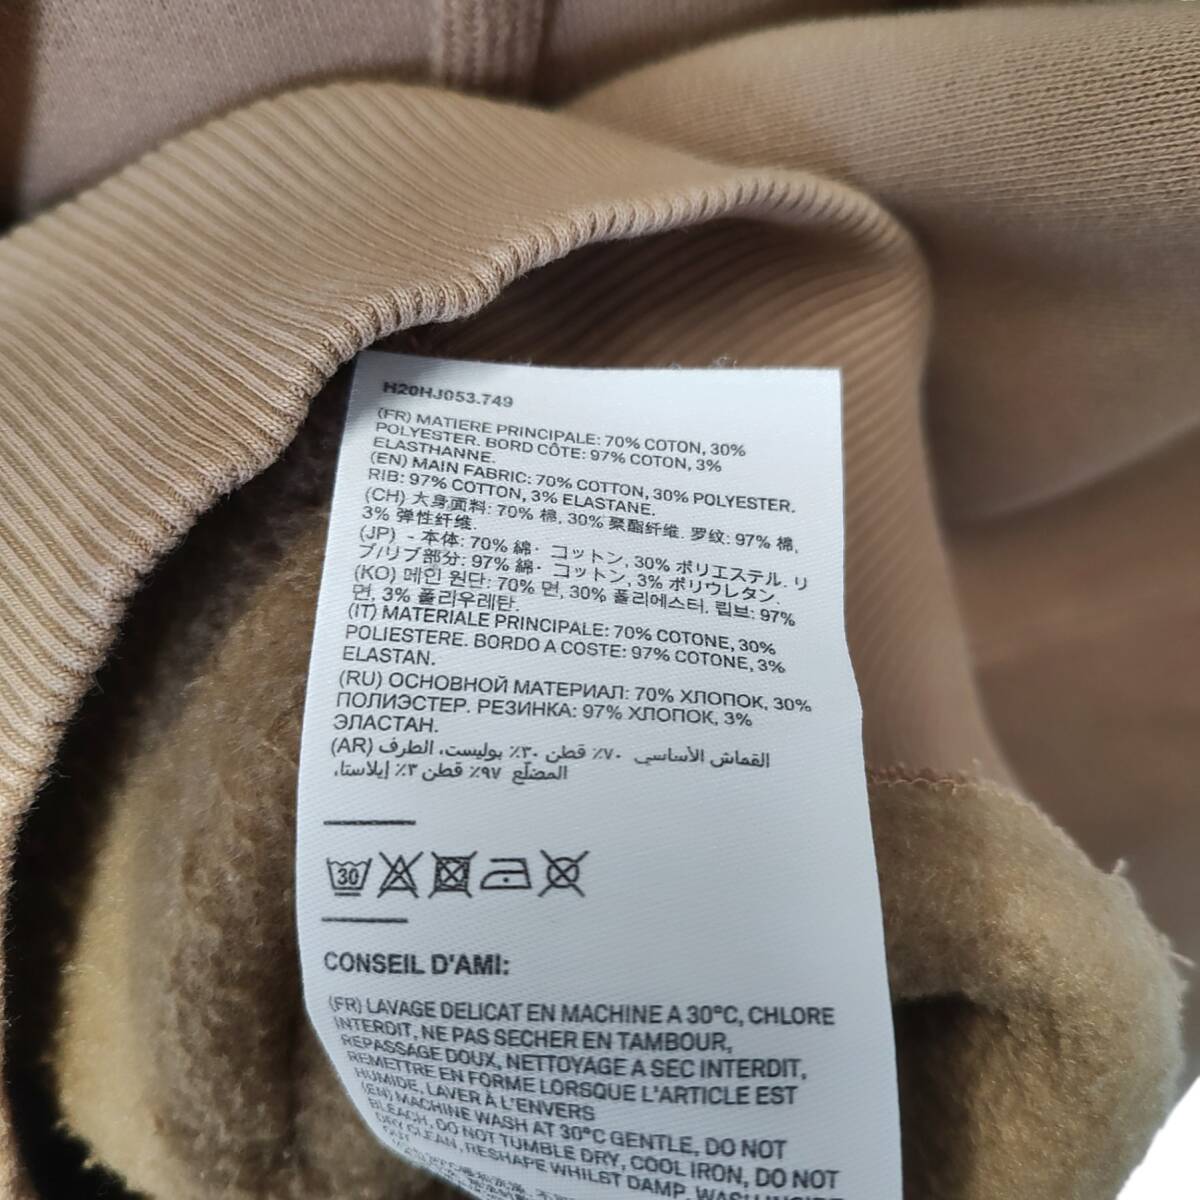 H20HJ053.749
(FR) MATIERE PRINCIPALE: 70% COTON, 30%
POLYESTER. BORD CÔTE: 97% COTON, 3%
ELASTHANNE.
(EN) MAIN FABRIC: 70% COTTON, 30% POLYESTER.
RIB: 97% COTTON, 3% ELASTANE.
(CH) 大身面料: 70% 棉, 30% 聚酯纤维. 罗纹: 97% 棉,
3% 弹性纤维.
(JP) - 本体: 70% 綿・ コットン, 30% ポリエステル. リ
ブ/リブ部分: 97% 綿・ コットン, 3% ポリウレタン.
(KO) 메인 원단: 70% 면, 30% 폴리에스터. 립브: 97%
면, 3% 폴리우레탄.
(IT) MATERIALE PRINCIPALE: 70% COTONE, 30%
POLIESTERE. BORDO A COSTE: 97% COTONE, 3%
ELASTAN.
(RU) ОСНОВНОЙ МАТЕРИАЛ: 70% ХЛОПОК, 30%
ПОЛИЭСТЕР. РЕЗИНКА: 97% ХЛОПОК, 3%
ЭЛАСТАН.
(AR) القماش الأساسي ٧٠٪ قطن ٣٠٪ بوليست، الطرف
المضلّع ٩٧٪ قطن ٣٪ إيلاستا،
30
CONSEIL D'AMI:
(FR) LAVAGE DELICAT EN MACHINE A 30°C, CHLORE
INTERDIT, NE PAS SECHER EN TAMBOUR,
REPASSAGE DOUX, NETTOYAGE A SEC INTERDIT,
REMETTRE EN FORME LORSQUE L'ARTICLE EST
HUMIDE, LAVER À L'ENVERS
(EN) MACHINE WASH AT 30°C GENTLE, DO NOT
BLEACH, DO NOT TUMBLE DRY, COOL IRON, DO NOT
DRY CLEAN, RESHAPE WHILST DAMP, WASH INSIDE
OUT